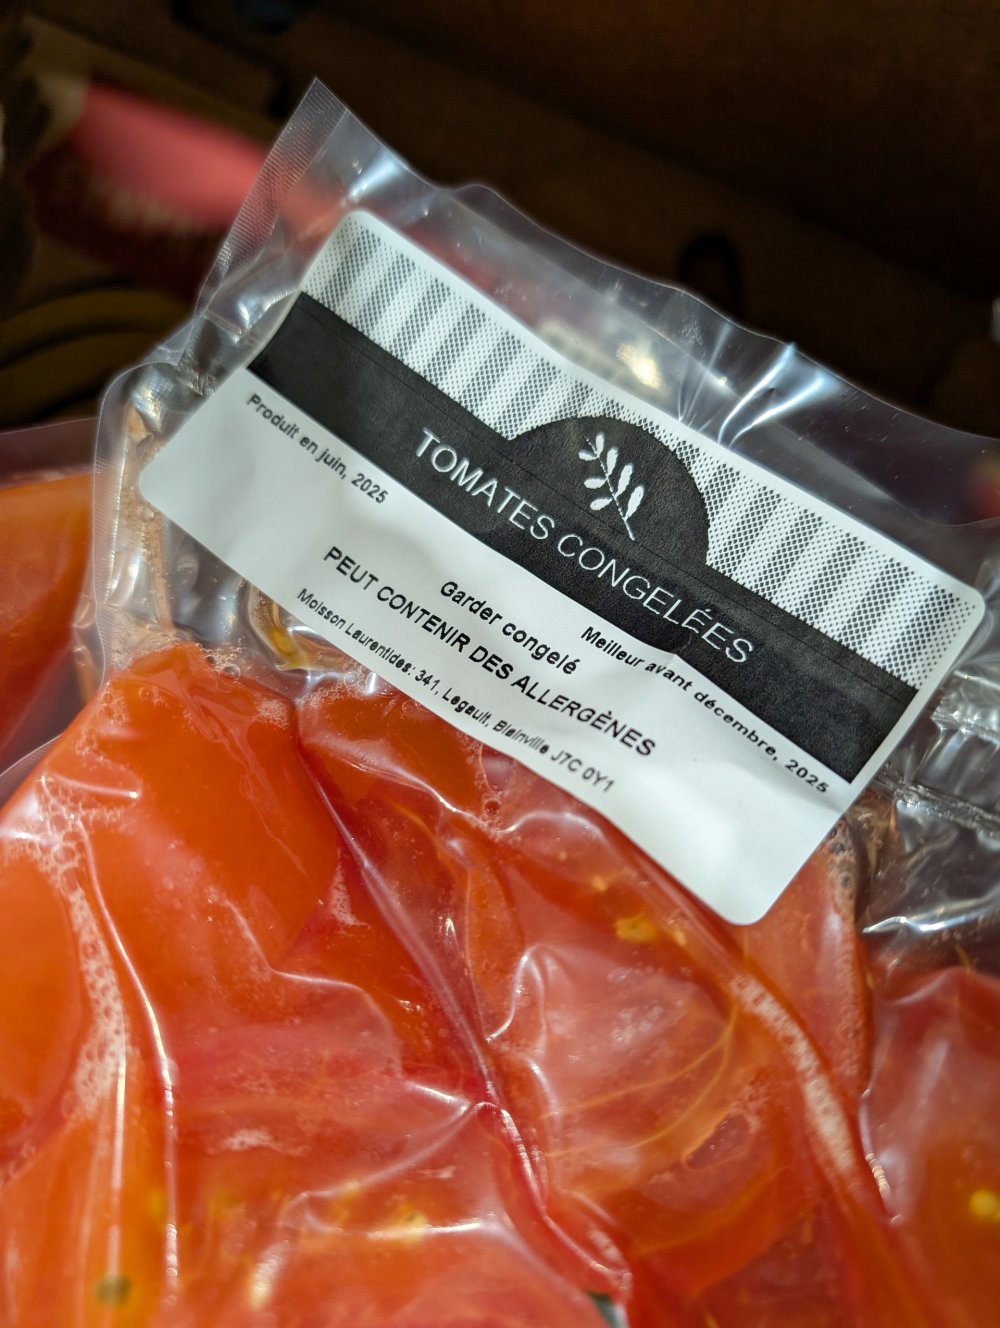 TOMATES CONGELÉES
Produit en juin, 2025
Meilleur avant décembre, 2025
Garder congelé
PEUT CONTENIR DES ALLERGÈNES
Moisson Laurentides: 341, Legault, Blainville J7C 0Y1